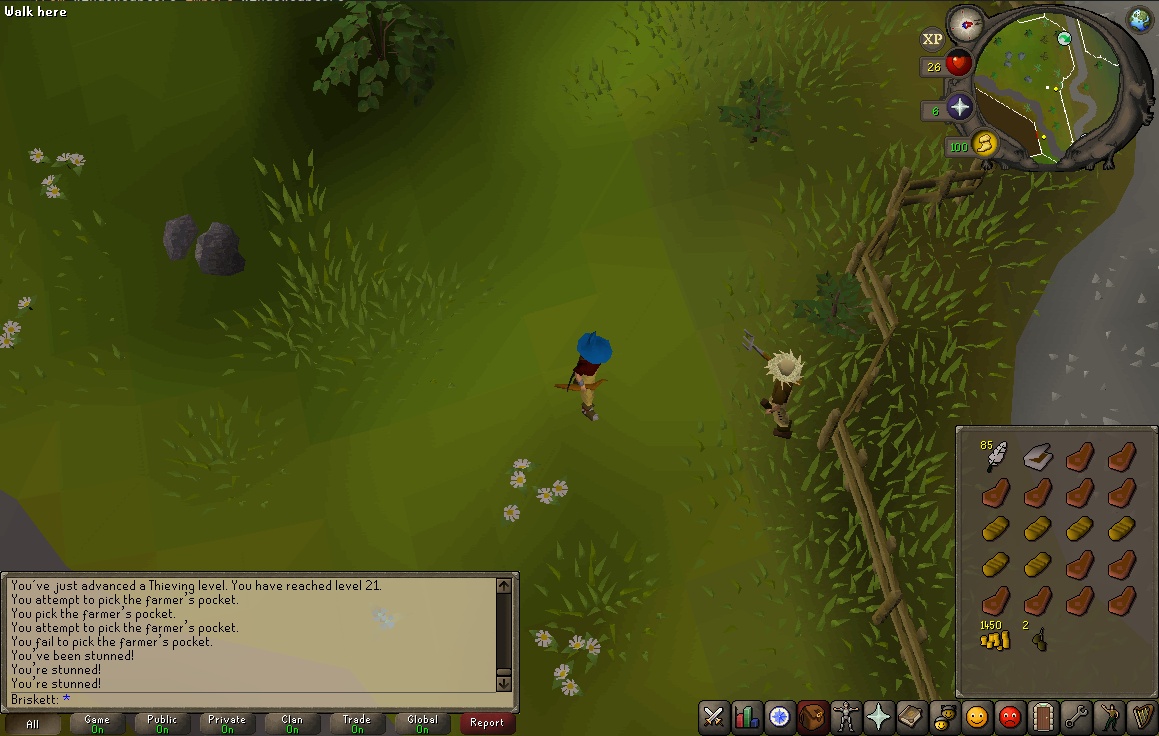 Walk here
XP
26
6
100
85
1450
2
You've just advanced a Thieving level. You have reached level 21.
You attempt to pick the farmer's pocket.
You pick the farmer's pocket.
You attempt to pick the farmer's pocket.
You fail to pick the farmer's pocket.
You've been stunned!
You're stunned!
You're stunned!
Briskett: *
All
Game
On
Public
On
Private
On
Clan
On
Trade
On
Global
On
Report